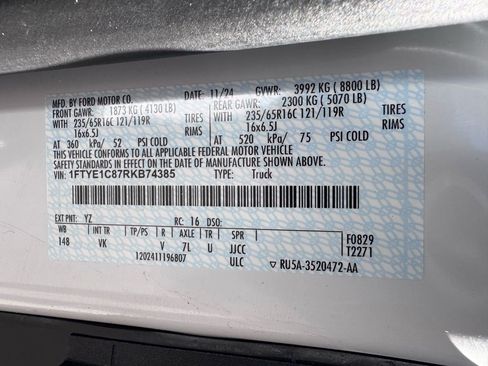 MFD. BY FORD MOTOR CO. 11/24 GVWR: 3992 KG ( 8800 LB)
FRONT GAWR: 1873 KG ( 4130 LB) REAR GAWR: 2300 KG ( 5070 LB)
WITH 235/65R16C 121/119R TIRES WITH 235/65R16C 121/119R TIRES
16x6.5J RIMS 16x6.5J RIMS
AT 360 kPa/ 52 PSI COLD AT 520 kPa/ 75 PSI COLD
THIS VEHICLE CONFORMS TO ALL APPLICABLE FEDERAL MOTOR VEHICLE
SAFETY STANDARDS IN EFFECT ON THE DATE OF MANUFACTURE SHOWN ABOVE.
VIN: 1FTYE1C87RKB74385 TYPE: Truck
EXT PNT: YZ RC: 16 DSO:
WB INT TR TP/PS R AXLE TR SPR F0829
148 VK V 7L U JJCC T2271
1202411196807 ULC ▽ RU5A-3520472-AA